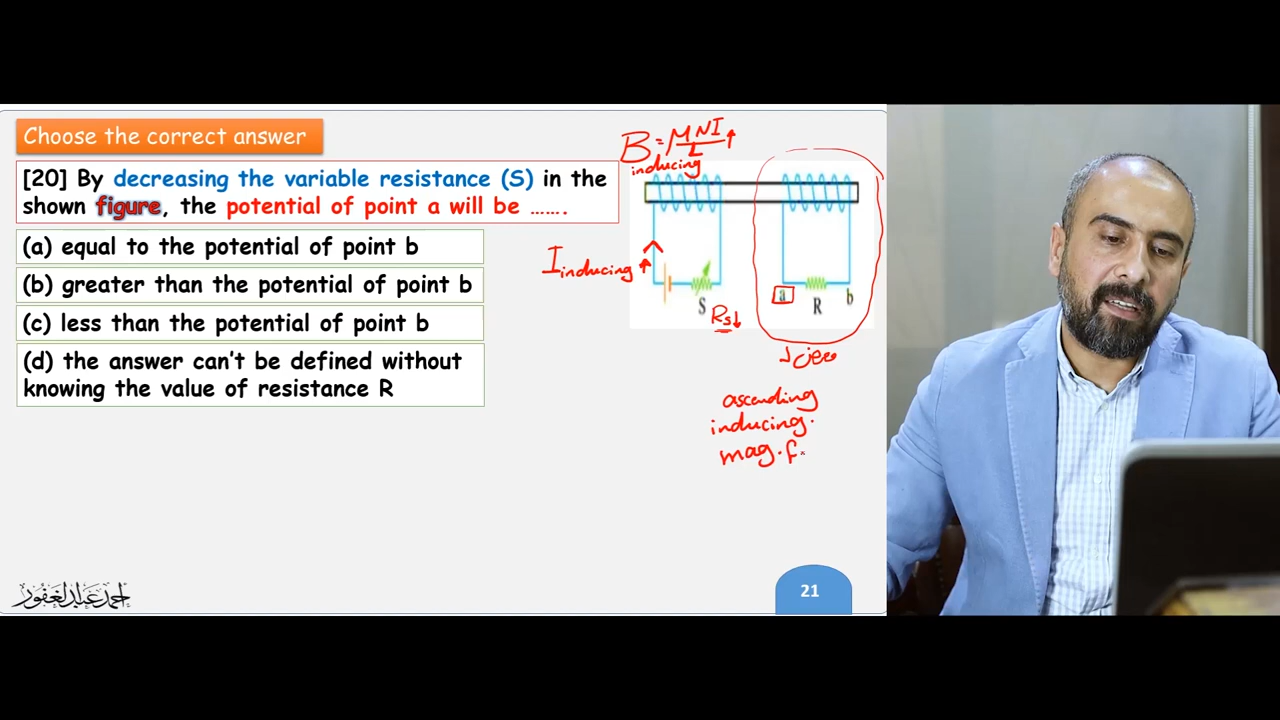 Choose the correct answer
[20] By decreasing the variable resistance (S) in the
shown figure, the potential of point a will be …….
(a) equal to the potential of point b
(b) greater than the potential of point b
(c) less than the potential of point b
(d) the answer can't be defined without
knowing the value of resistance R
B = μNI↑
L
inducing
I inducing ↑
S
Rs↓
a
R
b
ascending
inducing.
mag. f
احمد عبد الغفور
21